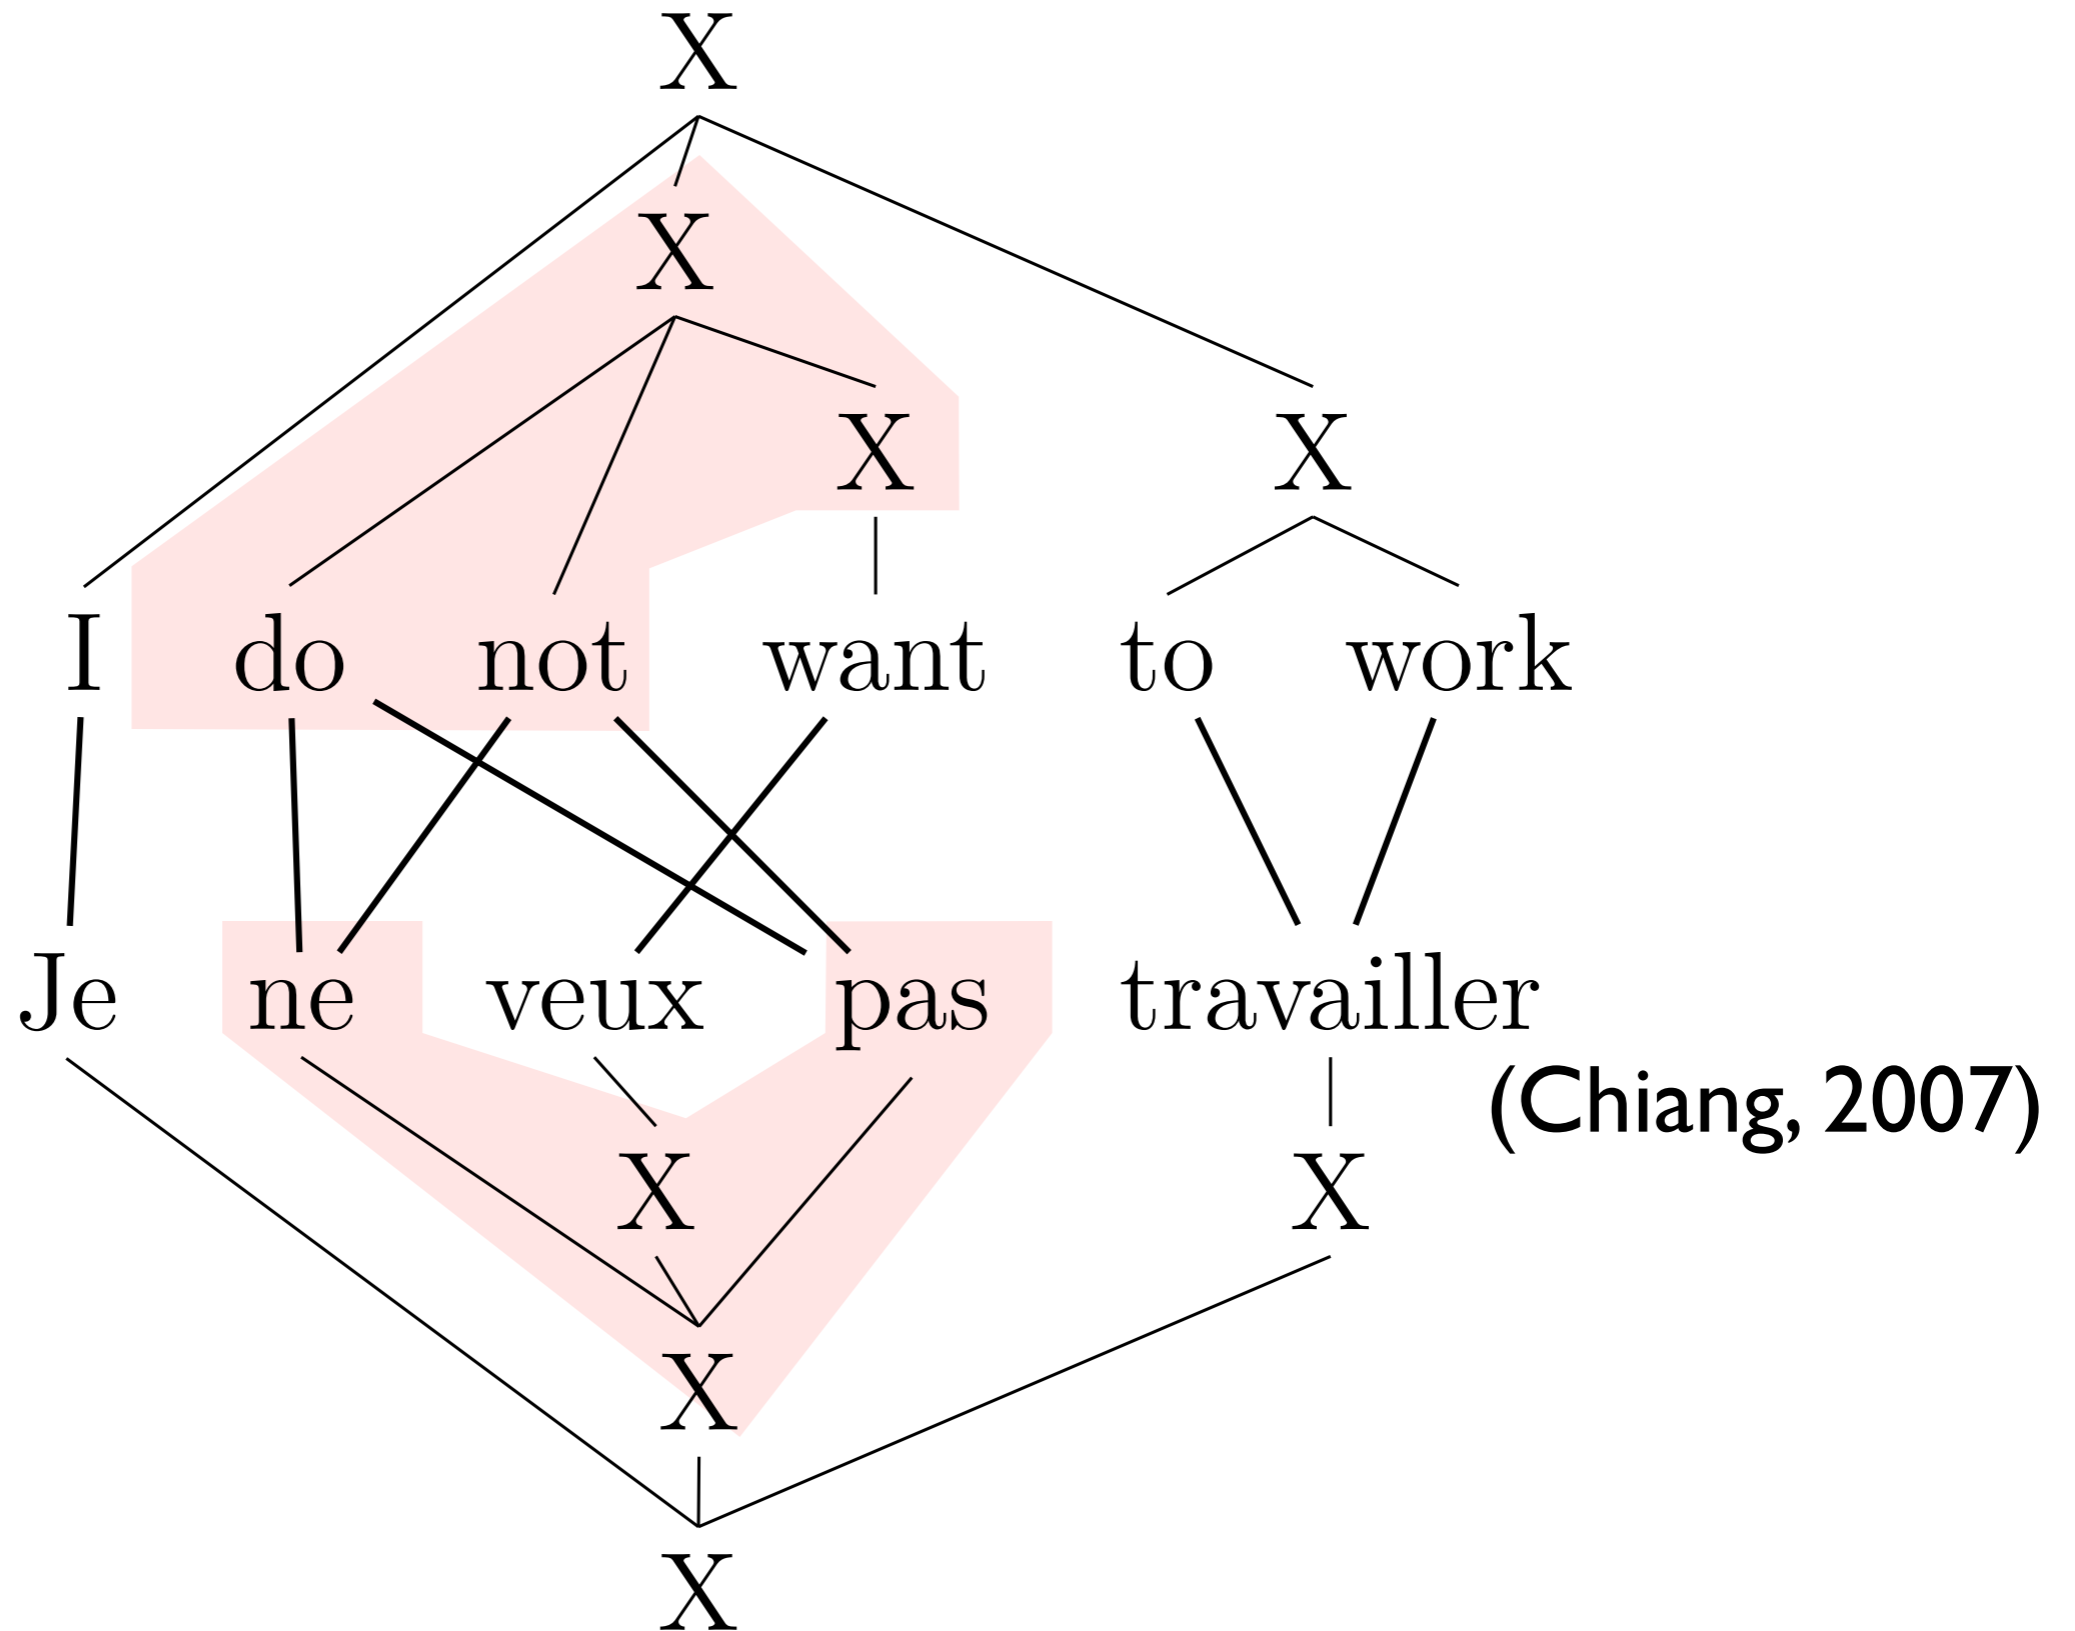 X
X
X X
I do not want to work
Je ne veux pas travailler
(Chiang, 2007)
X X
X
X